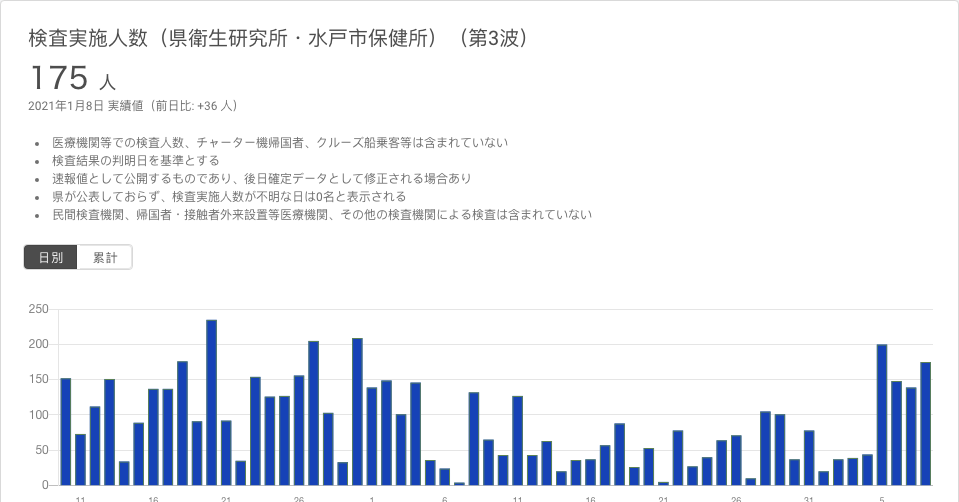 検査実施人数（県衛生研究所・水戸市保健所）（第3波）
175 人
2021年1月8日 実績値（前日比: +36 人）
• 医療機関等での検査人数、チャーター機帰国者、クルーズ船乗客等は含まれていない
• 検査結果の判明日を基準とする
• 速報値として公開するものであり、後日確定データとして修正される場合あり
• 県が公表しておらず、検査実施人数が不明な日は0名と表示される
• 民間検査機関、帰国者・接触者外来設置等医療機関、その他の検査機関による検査は含まれていない
日別 累計
250
200
150
100
50
0
11 16 21 26 1 6 11 16 21 26 31 5